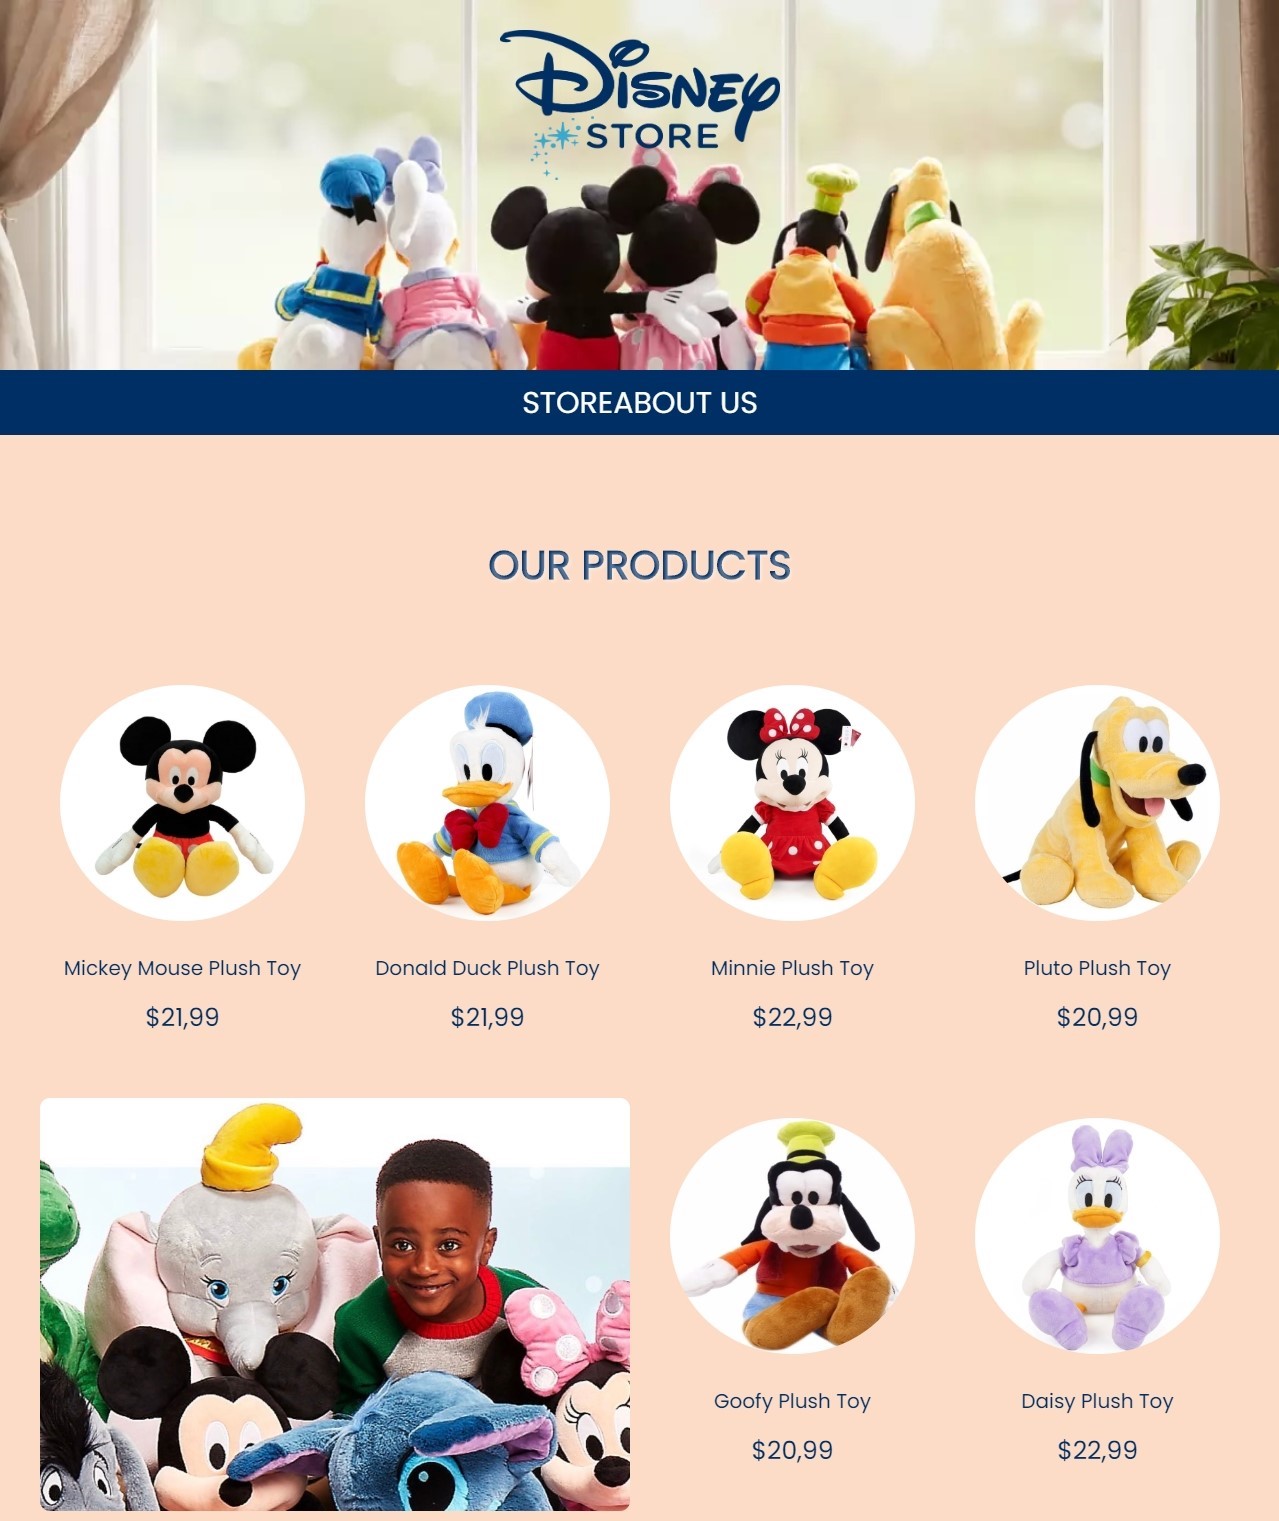 Disney
STORE
STOREABOUT US
OUR PRODUCTS
Mickey Mouse Plush Toy
$21,99
Donald Duck Plush Toy
$21,99
Minnie Plush Toy
$22,99
Pluto Plush Toy
$20,99
Goofy Plush Toy
$20,99
Daisy Plush Toy
$22,99